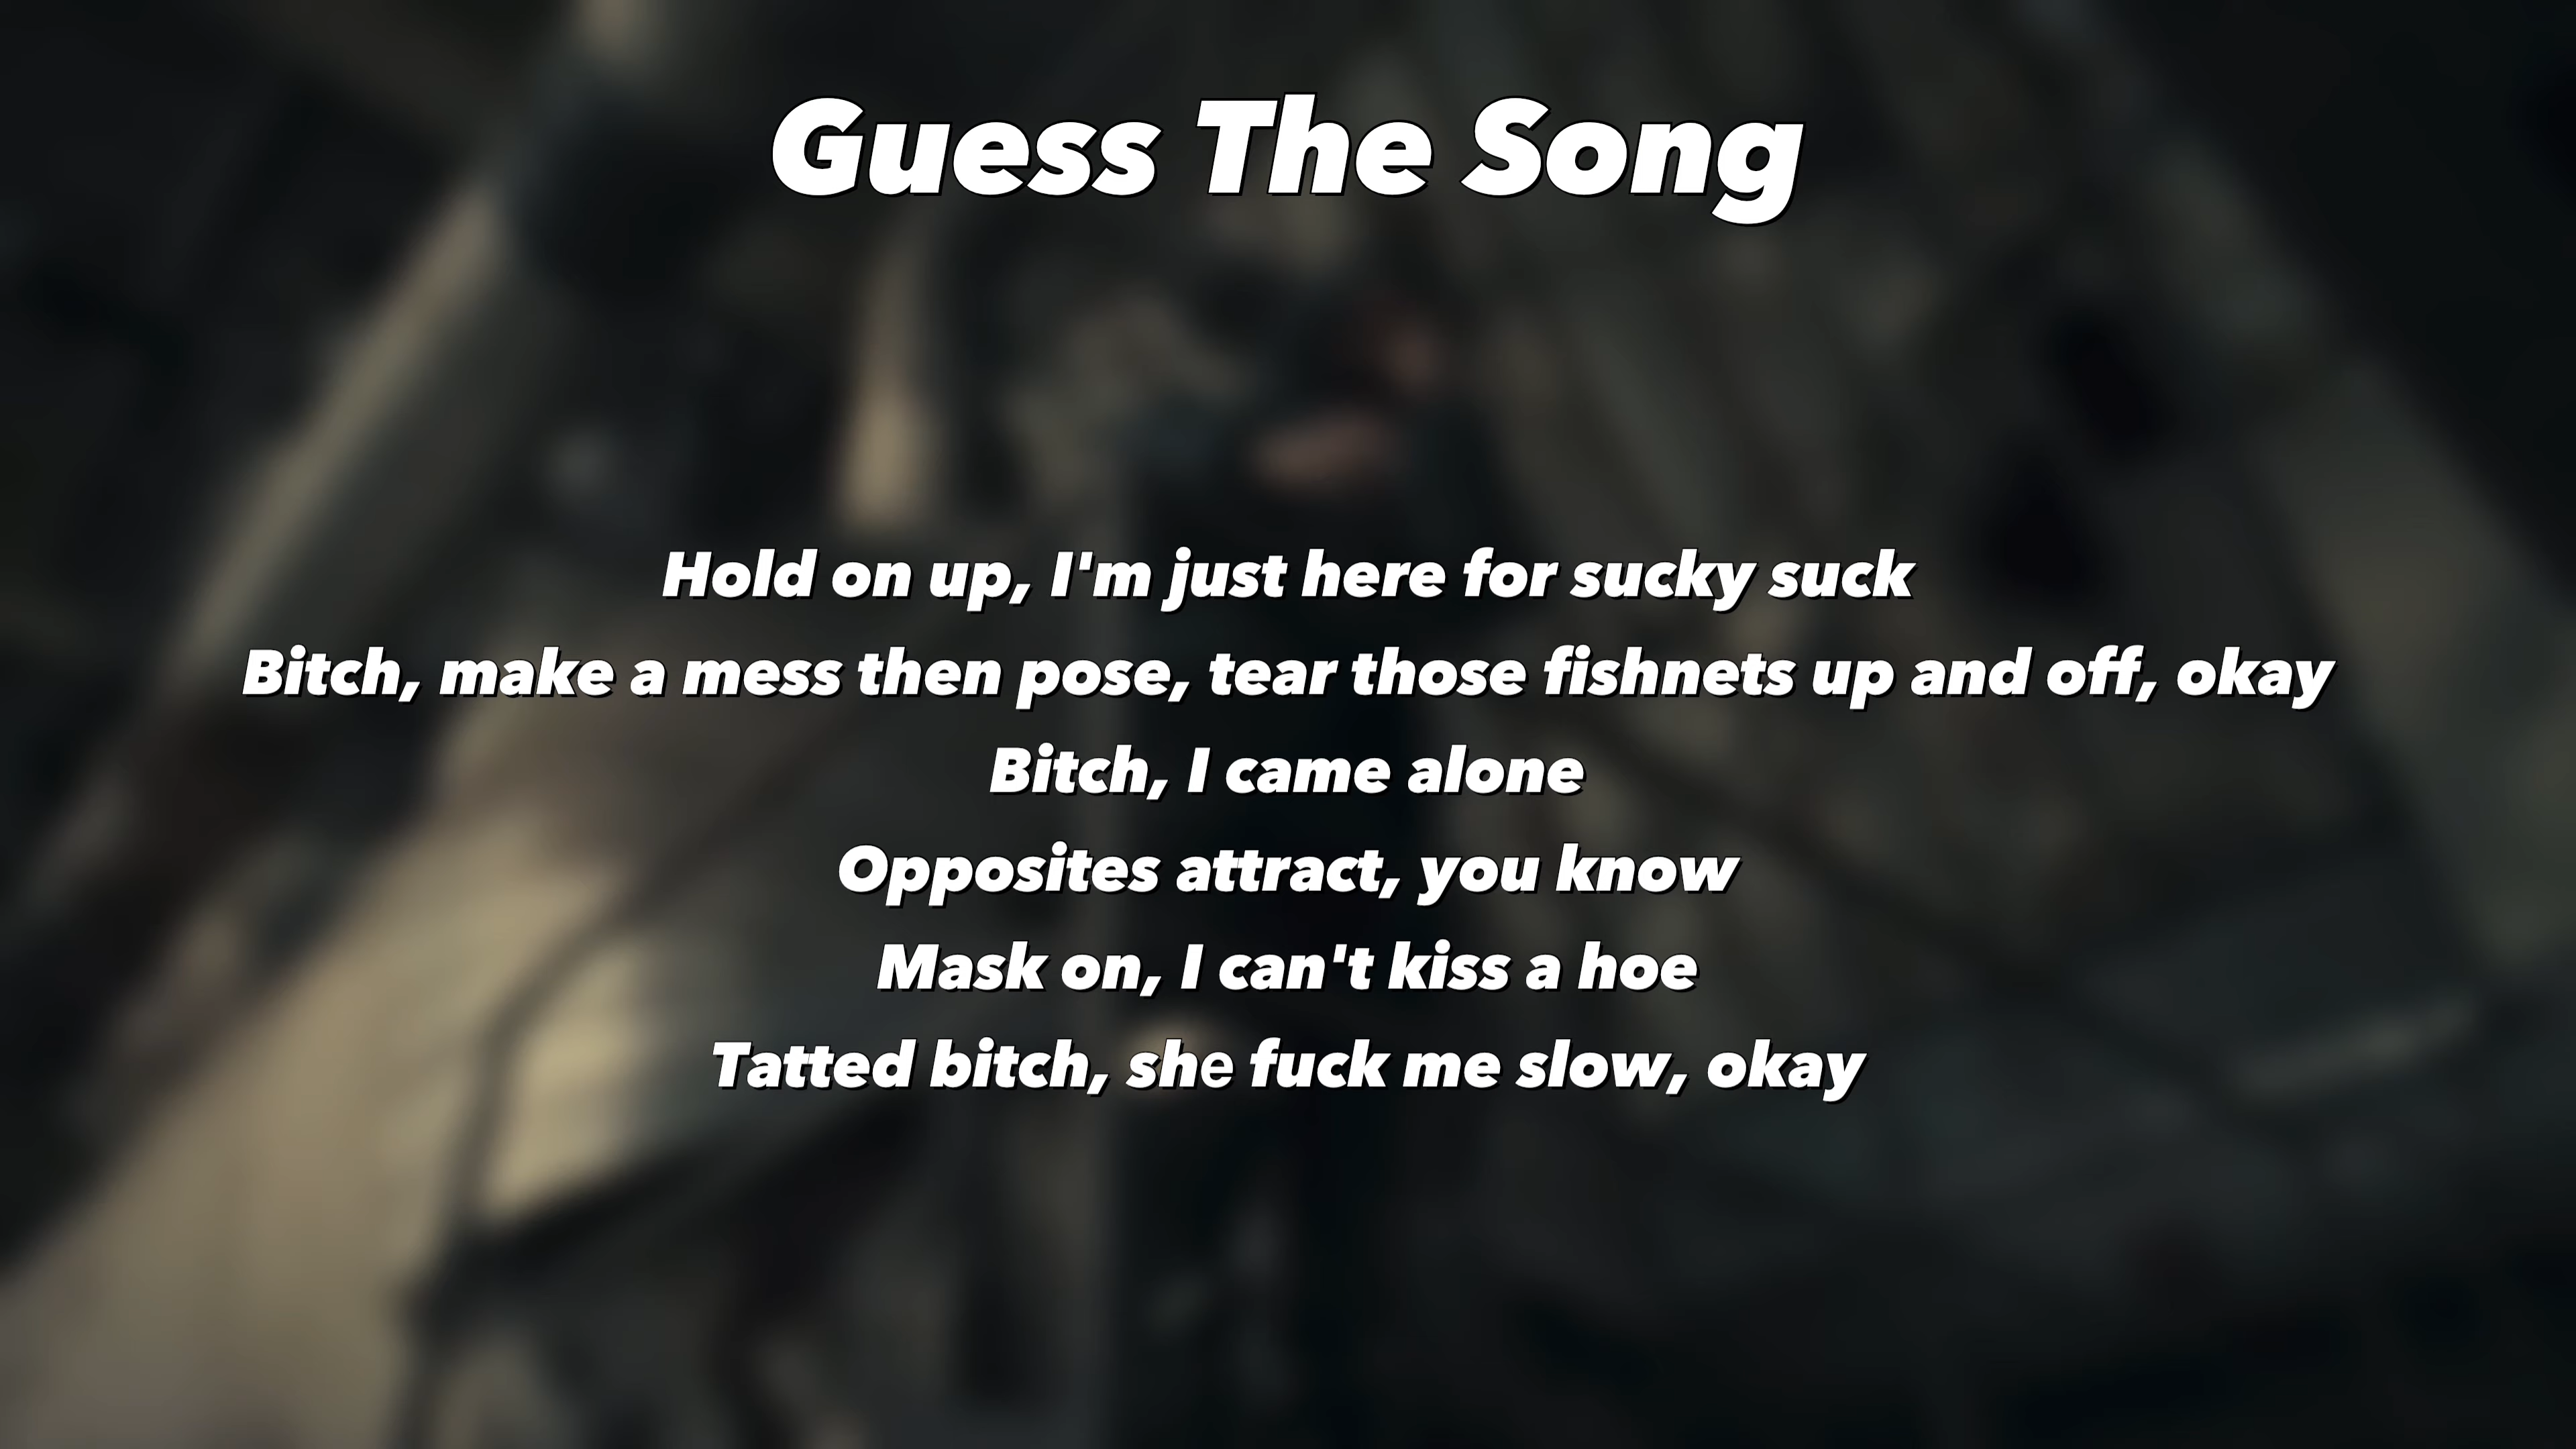 Guess The Song
Hold on up, I'm just here for sucky suck
Bitch, make a mess then pose, tear those fishnets up and off, okay
Bitch, I came alone
Opposites attract, you know
Mask on, I can't kiss a hoe
Tatted bitch, shе fuck me slow, okay